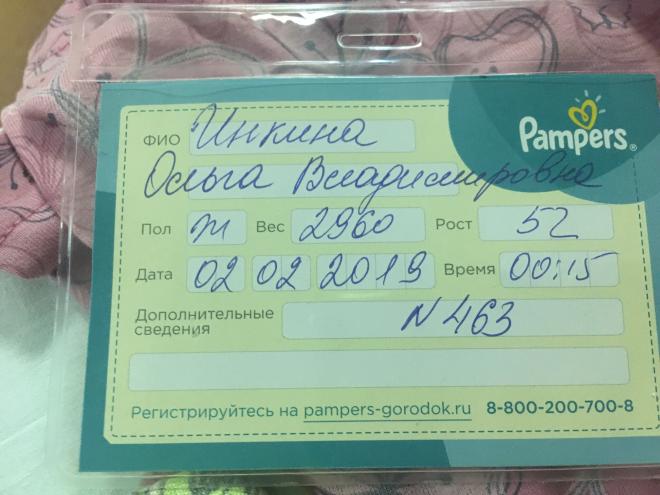 Pampers®
ФИО Инкина
Ольга Владимировна
Пол ж Вес 2960 Рост 52
Дата 02 02 2019 Время 00:15
Дополнительные
сведения N 463
Регистрируйтесь на pampers-gorodok.ru 8-800-200-700-8